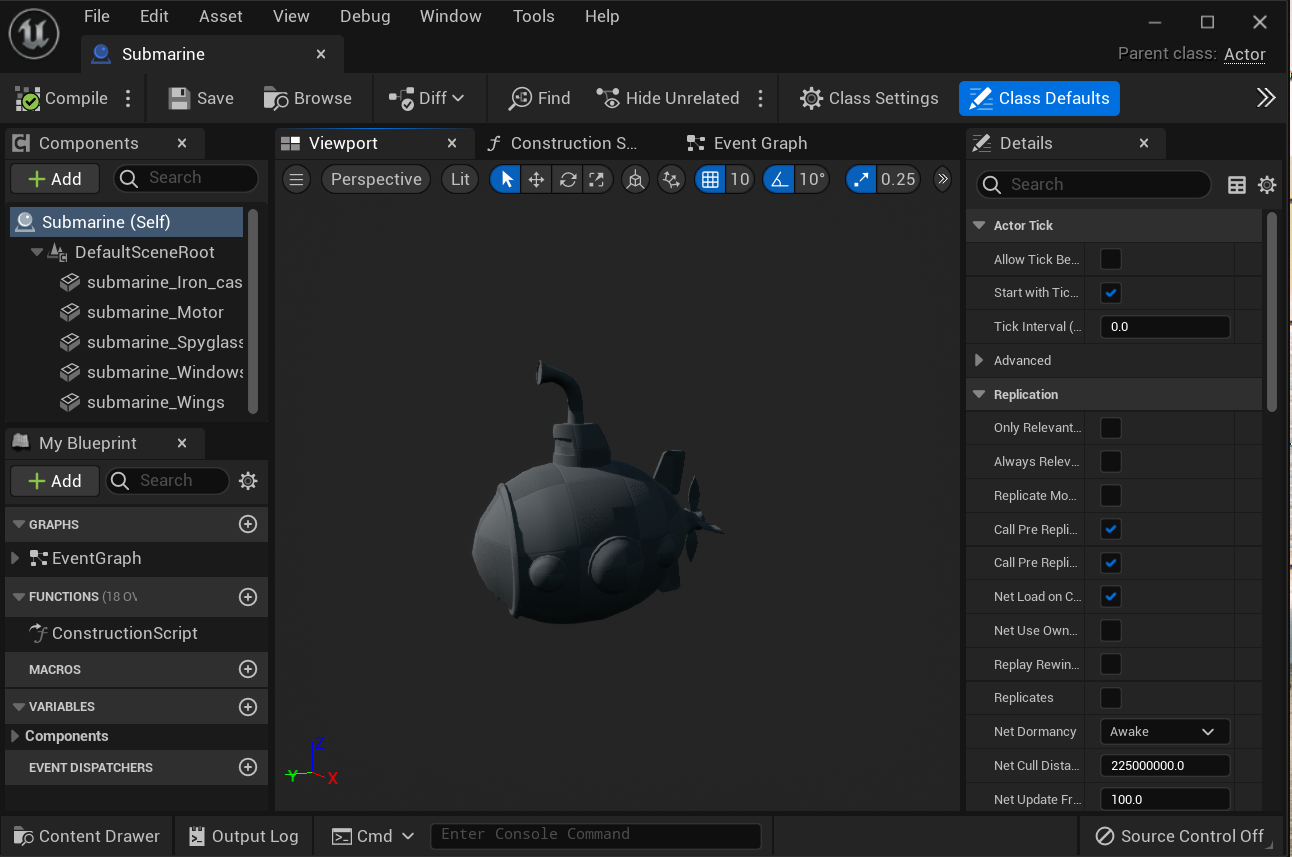 File Edit Asset View Debug Window Tools Help
Submarine
Parent class: Actor
Compile Save Browse Diff Find Hide Unrelated Class Settings Class Defaults
Components
Add Search
Submarine (Self)
DefaultSceneRoot
submarine_Iron_cas
submarine_Motor
submarine_Spyglass
submarine_Windows
submarine_Wings
My Blueprint
Add Search
GRAPHS
EventGraph
FUNCTIONS (18 OV
ConstructionScript
MACROS
VARIABLES
Components
EVENT DISPATCHERS
Viewport Construction S... Event Graph
Perspective Lit 10 10° 0.25
Z
Y X
Details
Search
Actor Tick
Allow Tick Be...
Start with Tic...
Tick Interval (... 0.0
Advanced
Replication
Only Relevant...
Always Relev...
Replicate Mo...
Call Pre Repli...
Call Pre Repli...
Net Load on C...
Net Use Own...
Replay Rewin...
Replicates
Net Dormancy Awake
Net Cull Dista... 225000000.0
Net Update Fr... 100.0
Content Drawer Output Log Cmd Enter Console Command Source Control Off